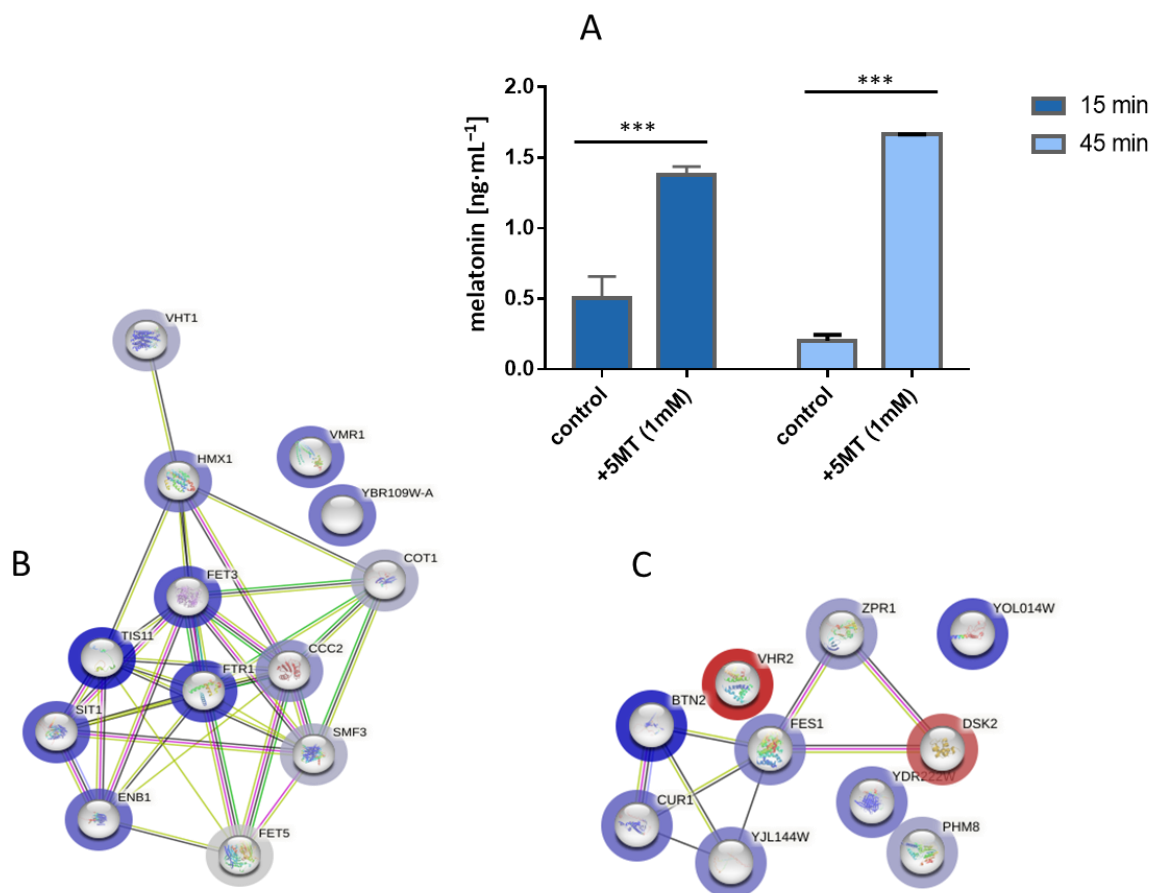 A
2.0
1.5
1.0
0.5
0.0
melatonin [ng·mL⁻¹]
***
***
15 min
45 min
control
+5MT (1mM)
control
+5MT (1mM)
B
VHT1
VMR1
HMX1
YBR109W-A
COT1
FET3
TIS11
CCC2
FTR1
SIT1
SMF3
ENB1
FET5
C
ZPR1
YOL014W
VHR2
BTN2
FES1
DSK2
YDR222W
CUR1
PHM8
YJL144W